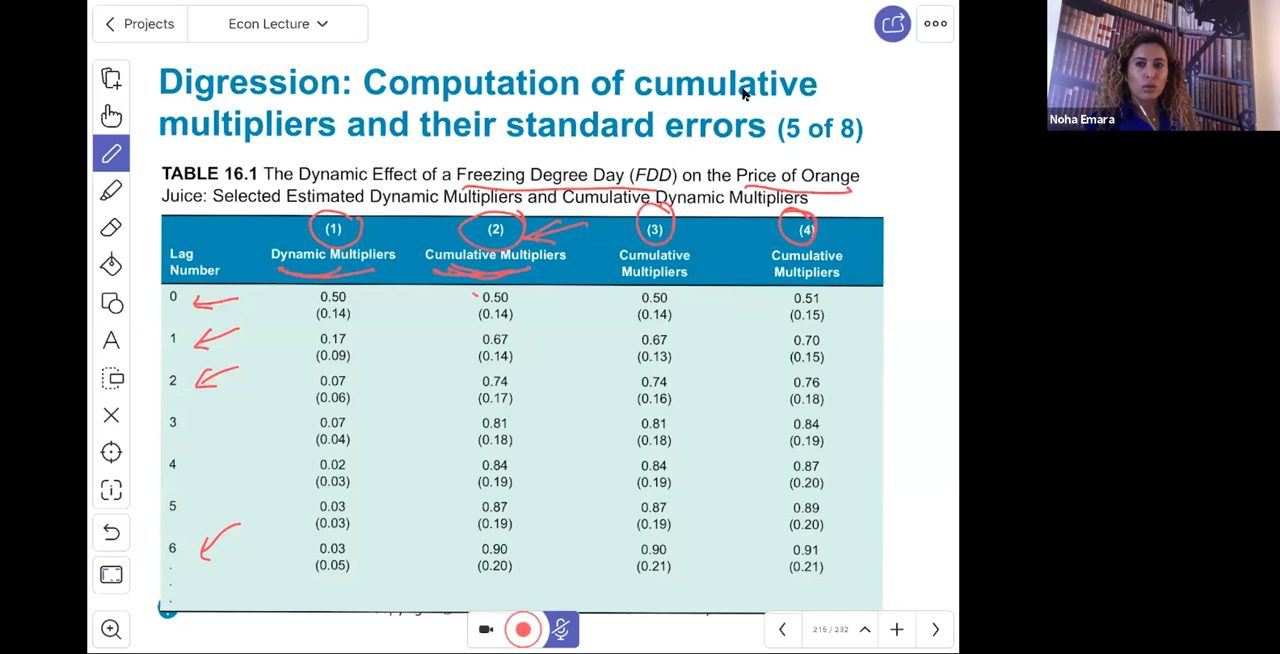 Projects
Econ Lecture
Noha Emara
Digression: Computation of cumulative
multipliers and their standard errors (5 of 8)
TABLE 16.1 The Dynamic Effect of a Freezing Degree Day (FDD) on the Price of Orange
Juice: Selected Estimated Dynamic Multipliers and Cumulative Dynamic Multipliers
(1) (2) (3) (4)
Lag Number Dynamic Multipliers Cumulative Multipliers Cumulative Multipliers Cumulative Multipliers
0 0.50 0.50 0.50 0.51
(0.14) (0.14) (0.14) (0.15)
1 0.17 0.67 0.67 0.70
(0.09) (0.14) (0.13) (0.15)
2 0.07 0.74 0.74 0.76
(0.06) (0.17) (0.16) (0.18)
3 0.07 0.81 0.81 0.84
(0.04) (0.18) (0.18) (0.19)
4 0.02 0.84 0.84 0.87
(0.03) (0.19) (0.19) (0.20)
5 0.03 0.87 0.87 0.89
(0.03) (0.19) (0.19) (0.20)
6 0.03 0.90 0.90 0.91
(0.05) (0.20) (0.21) (0.21)
.
.
.
215 / 232